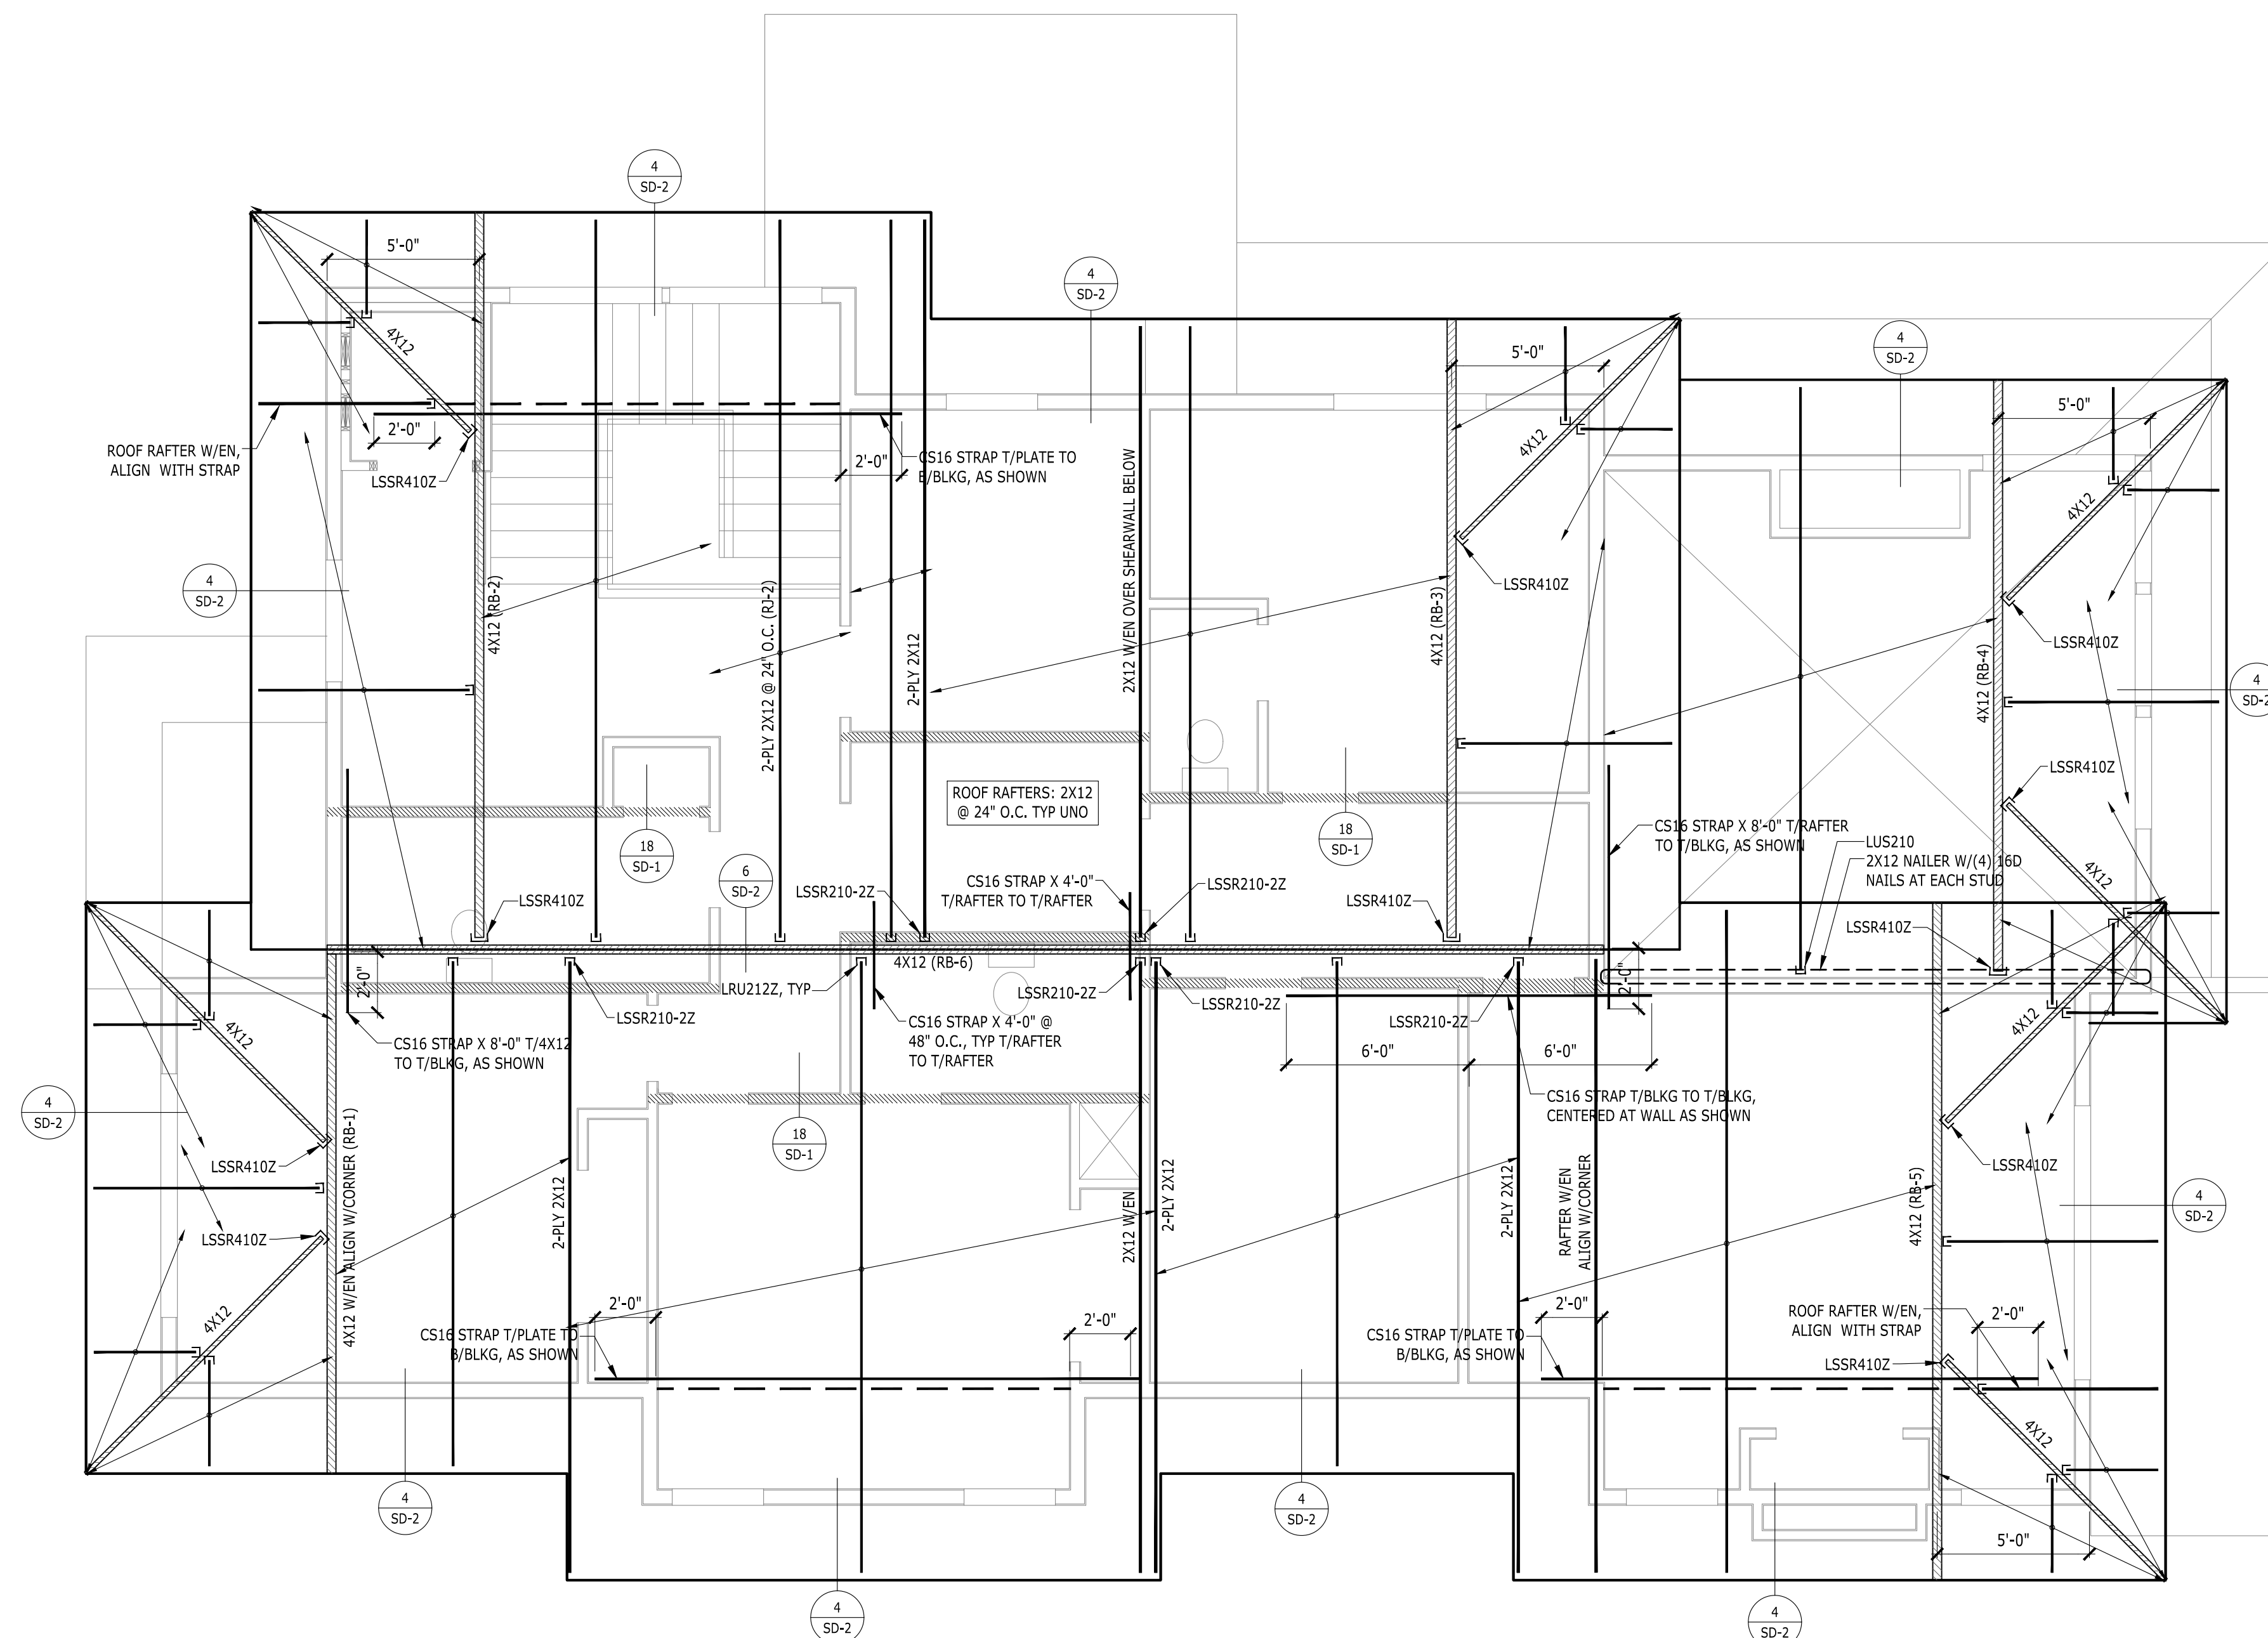 4
SD-2
4
SD-2
5'-0"
4X12
ROOF RAFTER W/EN,
ALIGN  WITH STRAP
2'-0"
LSSR410Z
2'-0"
CS16 STRAP T/PLATE TO
B/BLKG, AS SHOWN
5'-0"
4X12
LSSR410Z
4
SD-2
5'-0"
4X12
LSSR410Z
4
SD-2
4
SD-2
4X12 (RB-2)
2-PLY 2X12 @ 24" O.C. (RJ-2)
2-PLY 2X12
2X12 W/EN OVER SHEARWALL BELOW
4X12 (RB-3)
4X12 (RB-4)
LSSR410Z
ROOF RAFTERS: 2X12
@ 24" O.C. TYP UNO
18
SD-1
18
SD-1
6
SD-2
CS16 STRAP X 8'-0" T/RAFTER
TO T/BLKG, AS SHOWN
LUS210
2X12 NAILER W/(4) 16D
NAILS AT EACH STUD
4X12
LSSR410Z
LSSR210-2Z
CS16 STRAP X 4'-0"
T/RAFTER TO T/RAFTER
LSSR210-2Z
LSSR410Z
LSSR410Z
4X12 (RB-6)
2'-0"
2'-0"
LRU212Z, TYP
LSSR210-2Z
LSSR210-2Z
LSSR210-2Z
LSSR210-2Z
4X12
4X12
CS16 STRAP X 8'-0" T/4X12
TO T/BLKG, AS SHOWN
CS16 STRAP X 4'-0" @
48" O.C., TYP T/RAFTER
TO T/RAFTER
6'-0"
6'-0"
CS16 STRAP T/BLKG TO T/BLKG,
CENTERED AT WALL AS SHOWN
4
SD-2
18
SD-1
LSSR410Z
LSSR410Z
4X12 W/EN ALIGN W/CORNER (RB-1)
2-PLY 2X12
2X12 W/EN
2-PLY 2X12
2-PLY 2X12
RAFTER W/EN
ALIGN W/CORNER
4X12 (RB-5)
4
SD-2
LSSR410Z
4X12
2'-0"
CS16 STRAP T/PLATE TO
B/BLKG, AS SHOWN
2'-0"
CS16 STRAP T/PLATE TO
B/BLKG, AS SHOWN
2'-0"
ROOF RAFTER W/EN,
ALIGN  WITH STRAP
2'-0"
LSSR410Z
4X12
5'-0"
4
SD-2
4
SD-2
4
SD-2
4
SD-2